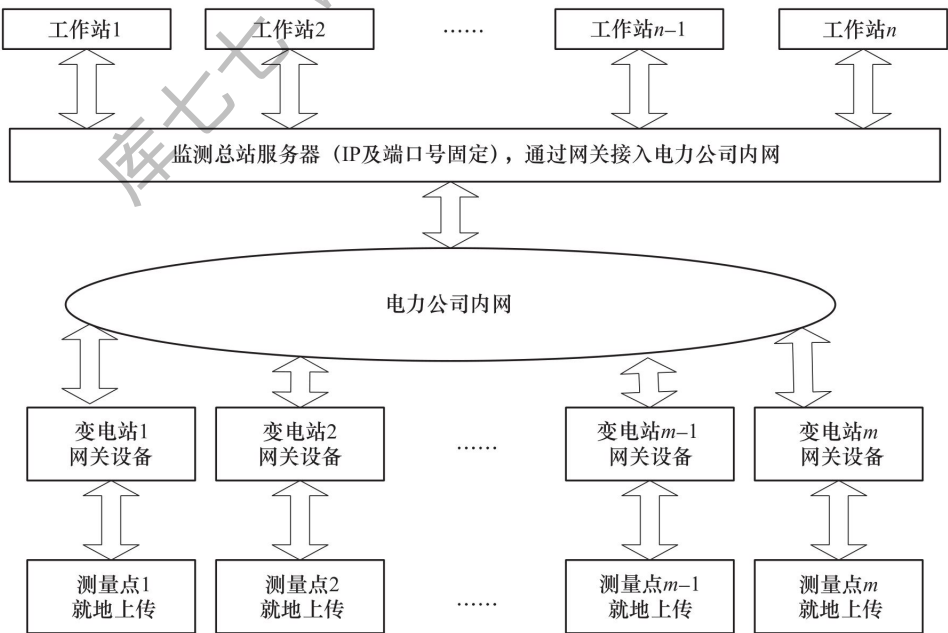 工作站1 工作站2 …… 工作站n–1 工作站n
监测总站服务器（IP及端口号固定），通过网关接入电力公司内网
电力公司内网
变电站1 变电站2 …… 变电站m–1 变电站m
网关设备 网关设备 网关设备 网关设备
测量点1 测量点2 …… 测量点m–1 测量点m
就地上传 就地上传 就地上传 就地上传
库七七